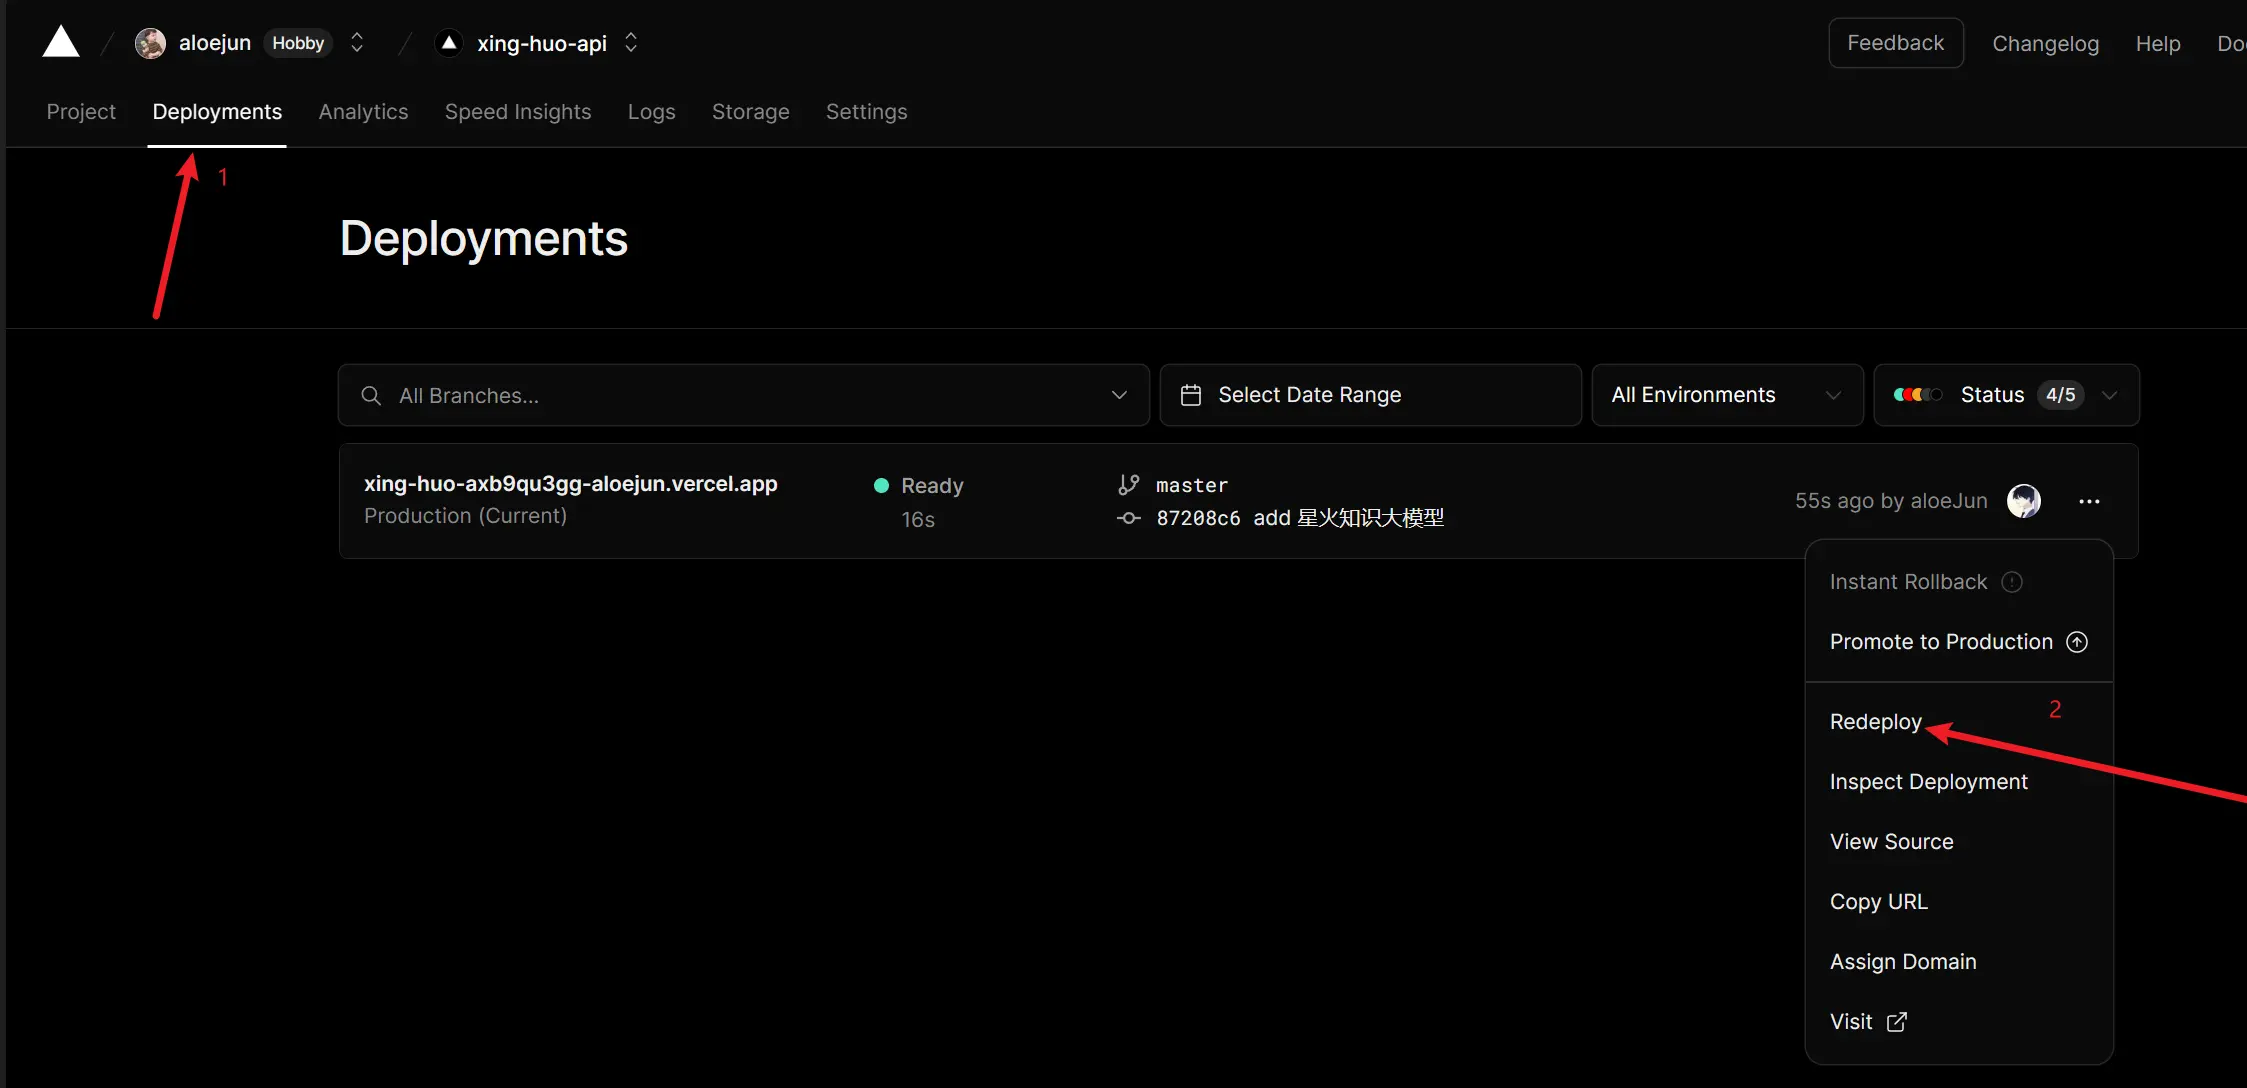 aloejun Hobby xing-huo-api Feedback Changelog Help
Project Deployments Analytics Speed Insights Logs Storage Settings
1
Deployments
All Branches... Select Date Range All Environments Status 4/5
xing-huo-axb9qu3gg-aloejun.vercel.app Ready master
Production (Current) 16s 87208c6 add 星火知识大模型
55s ago by aloeJun
Instant Rollback
Promote to Production
2
Redeploy
Inspect Deployment
View Source
Copy URL
Assign Domain
Visit